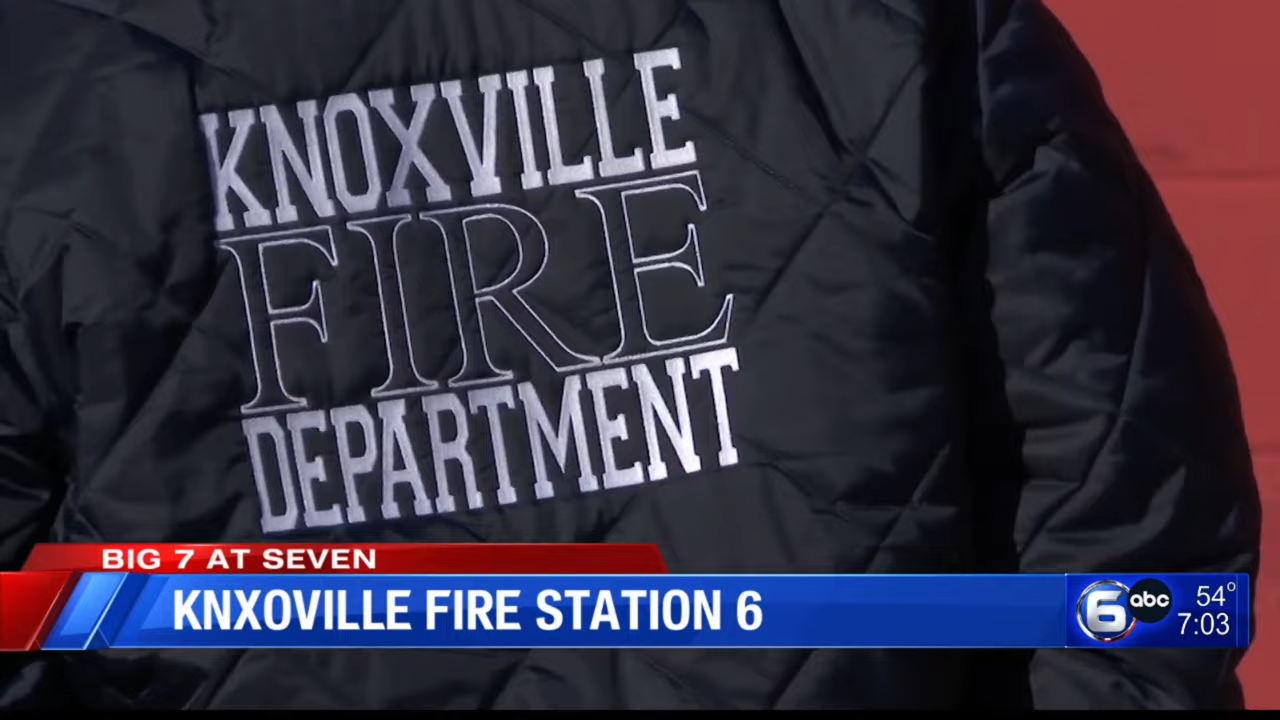 KNOXVILLE
FIRE
DEPARTMENT
BIG 7 AT SEVEN
KNXOVILLE FIRE STATION 6
6 abc
54°
7:03